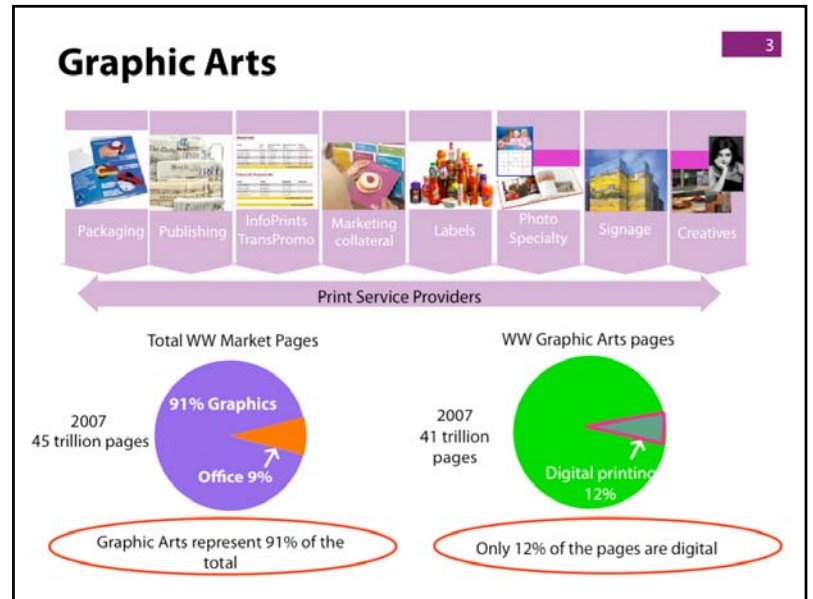 3
Graphic Arts
Packaging
Publishing
InfoPrints
TransPromo
Marketing
collateral
Labels
Photo
Specialty
Signage
Creatives
Print Service Providers
Total WW Market Pages
2007
45 trillion pages
91% Graphics
Office 9%
Graphic Arts represent 91% of the
total
WW Graphic Arts pages
2007
41 trillion
pages
Digital printing
12%
Only 12% of the pages are digital